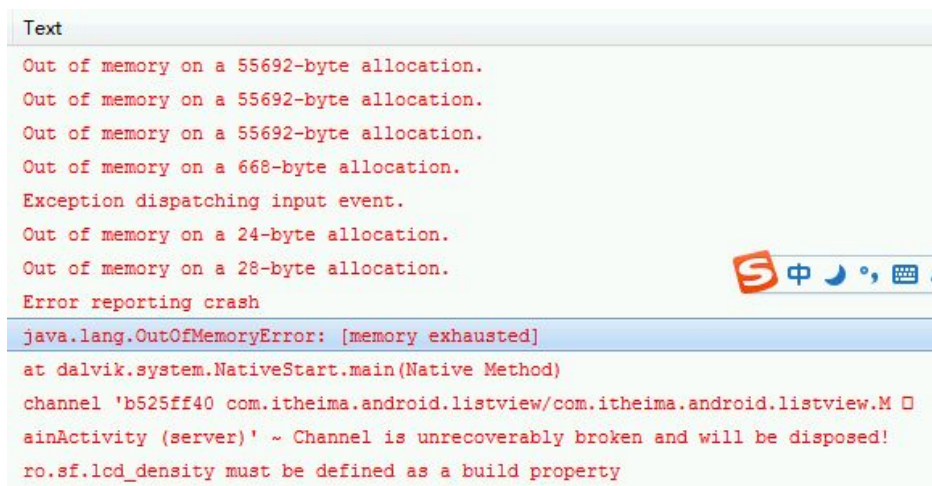 Text
Out of memory on a 55692-byte allocation.
Out of memory on a 55692-byte allocation.
Out of memory on a 55692-byte allocation.
Out of memory on a 668-byte allocation.
Exception dispatching input event.
Out of memory on a 24-byte allocation.
Out of memory on a 28-byte allocation.
S 中 °,
Error reporting crash
java.lang.OutOfMemoryError: [memory exhausted]
at dalvik.system.NativeStart.main(Native Method)
channel 'b525ff40 com.itheima.android.listview/com.itheima.android.listview.M □
ainActivity (server)' ~ Channel is unrecoverably broken and will be disposed!
ro.sf.lcd_density must be defined as a build property